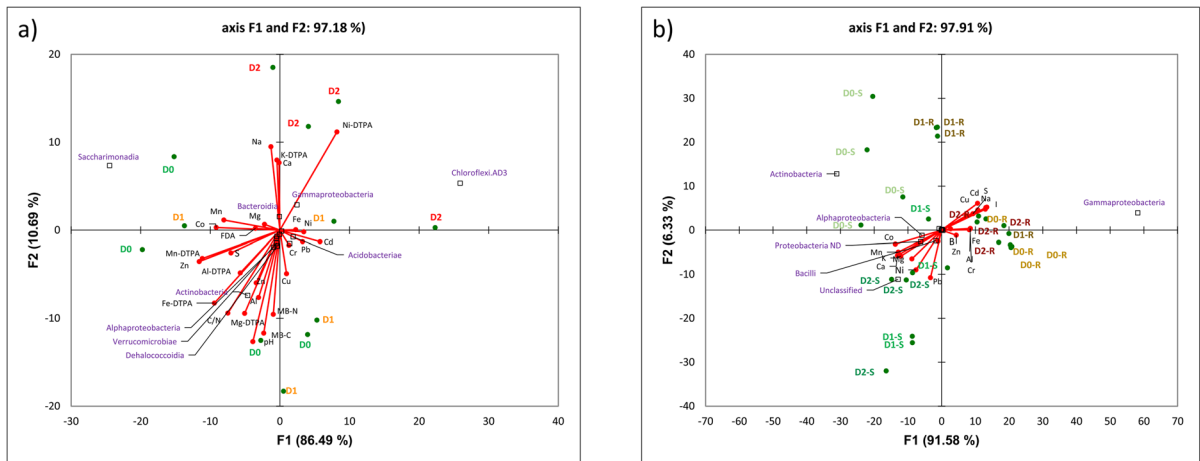 a)
axis F1 and F2: 97.18 %)
20
D2
D2
D2
Ni-DTPA
Na
10
K-DTPA
Ca
Saccharimonadia
D0
Chloroflexi.AD3
Gammaproteobacteria
Bacteroidia
Mn
Mg
Fe
D1
D1
D2
Co
FDA
Ni
0
Pb
Cd
S
Acidobacteriae
Cr
D0
Mn-DTPA
Zn
Al-DTPA
Cu
Actinobacteria
Al
Fe-DTPA
C/N
Mg-DTPA
MB-N
-10
Alphaproteobacteria
D1
Verrucomicrobiae
MB-C
D0
pH
Dehalococcoidia
D0
D1
-20
-30
-20
-10
0
10
20
30
40
F2 (10.69 %)
F1 (86.49 %)
b)
axis F1 and F2: 97.91 %)
40
30
D0-S
D1-R
D1-R
D1-R
20
D0-S
Actinobacteria
10
D0-S
Cd
S
Na
Cu
I
Gammaproteobacteria
D1-S
D2-R
Alphaproteobacteria
D0-S
D0-R
D2-R
0
Co
B
D1-R
Proteobacteria ND
Mn
Zn
Fe
D2-R
D0-R
K
Mg
Al
D0-R
Bacilli
Ca
Ni
D1-S
Cr
Unclassified
D2-S
D2-S
Pb
-10
-20
D1-S
D1-S
-30
D2-S
-40
-70
-60
-50
-40
-30
-20
-10
0
10
20
30
40
50
60
70
F2 (6.33 %)
F1 (91.58 %)